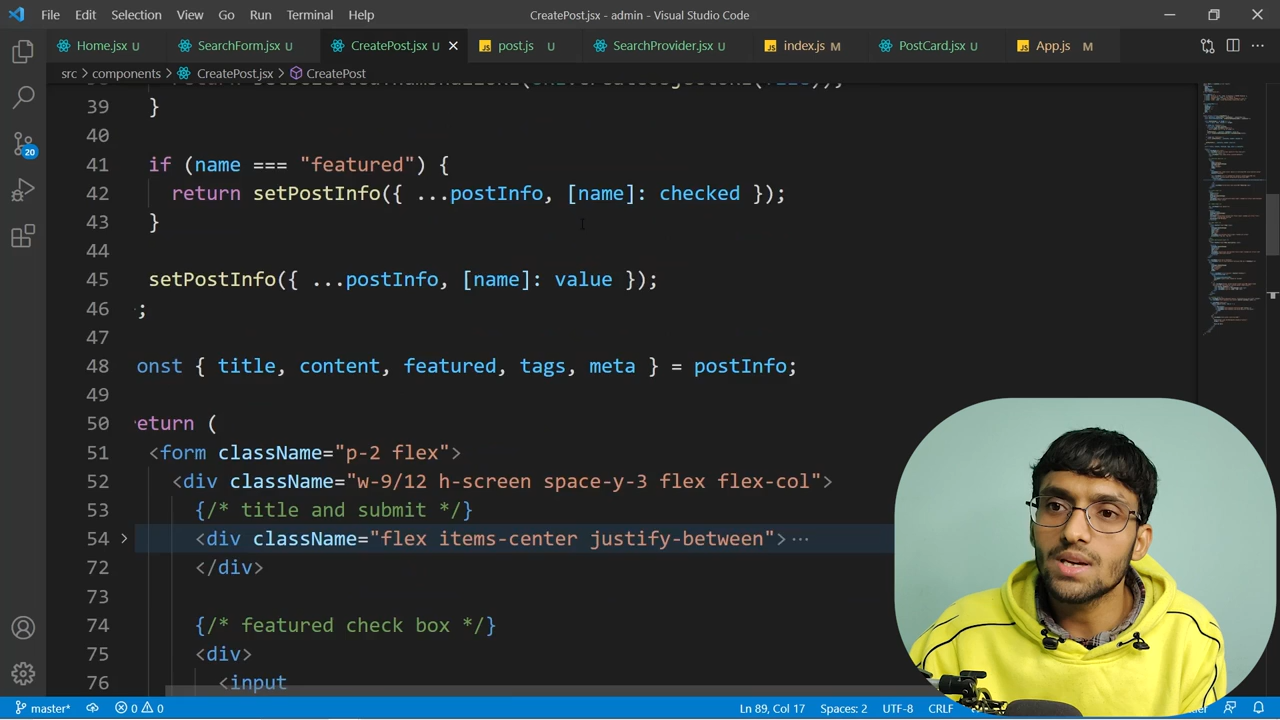 File Edit Selection View Go Run Terminal Help CreatePost.jsx - admin - Visual Studio Code
Home.jsx U SearchForm.jsx U CreatePost.jsx U post.js U SearchProvider.jsx U index.js M PostCard.jsx U App.js M
src > components > CreatePost.jsx > CreatePost
39 }
40
41 if (name === "featured") {
42 return setPostInfo({ ...postInfo, [name]: checked });
43 }
44
45 setPostInfo({ ...postInfo, [name]: value });
46 ;
47
48 onst { title, content, featured, tags, meta } = postInfo;
49
50 eturn (
51 <form className="p-2 flex">
52 <div className="w-9/12 h-screen space-y-3 flex flex-col">
53 {/* title and submit */}
54 <div className="flex items-center justify-between">···
72 </div>
73
74 {/* featured check box */}
75 <div>
76 <input
20
master* 0 0 Ln 89, Col 17 Spaces: 2 UTF-8 CRLF